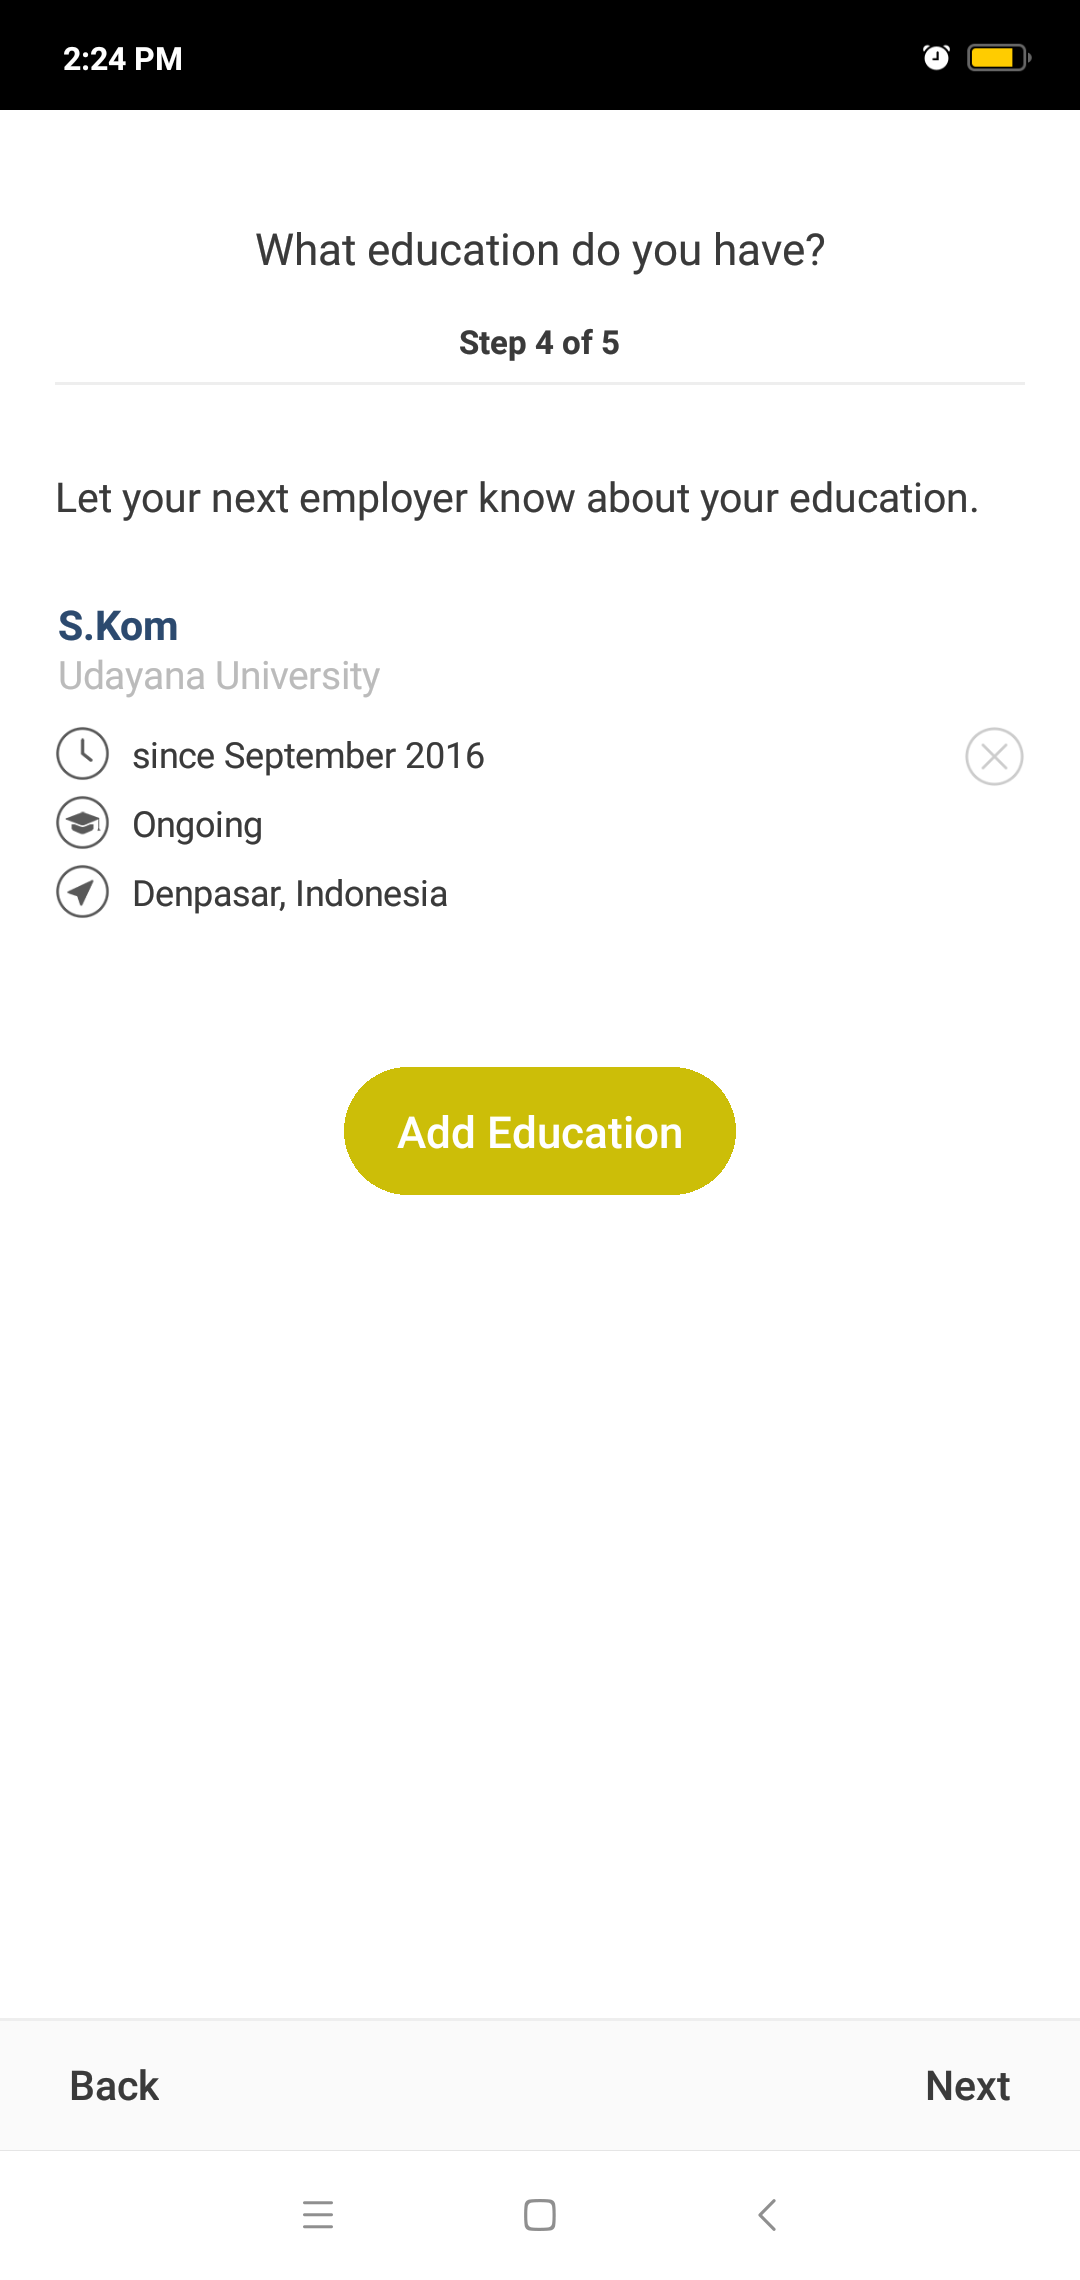 2:24 PM
What education do you have?
Step 4 of 5
Let your next employer know about your education.
S.Kom
Udayana University
since September 2016
Ongoing
Denpasar, Indonesia
Add Education
Back
Next